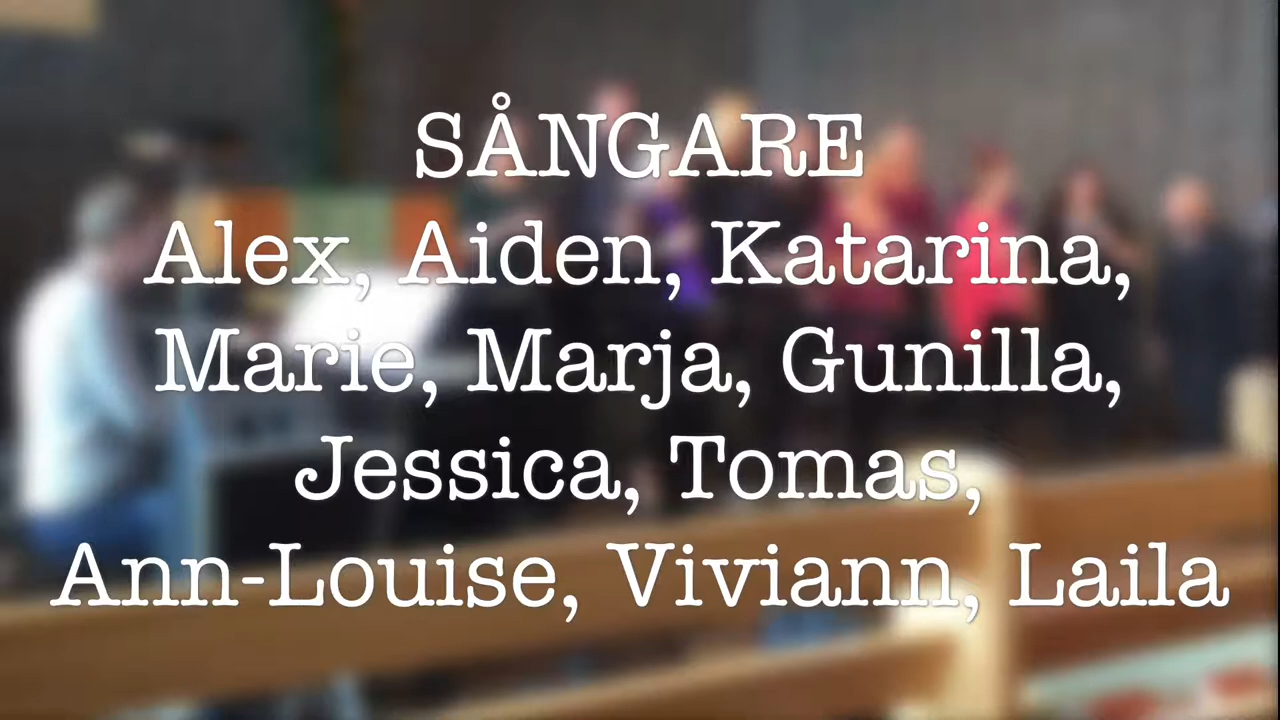 SÅNGARE
Alex, Aiden, Katarina,
Marie, Marja, Gunilla,
Jessica, Tomas,
Ann-Louise, Viviann, Laila